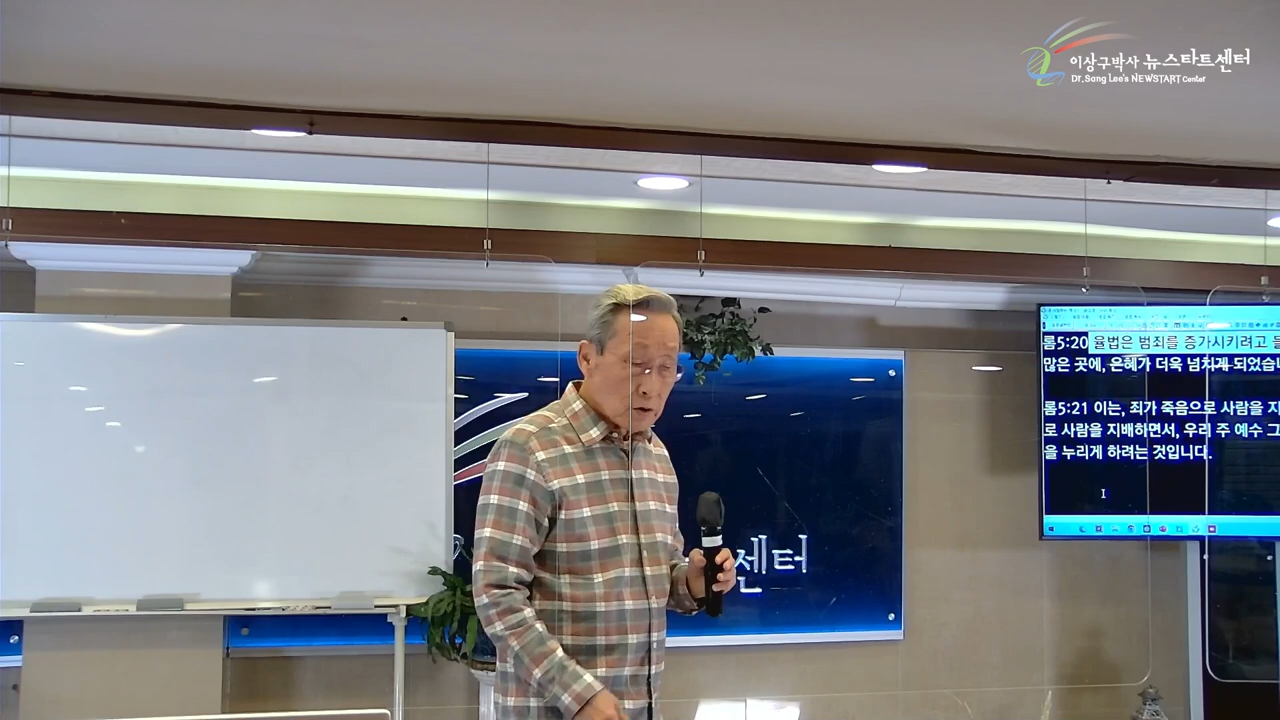 이상구박사 뉴스타트센터
Dr. Sang Lee's NEWSTART Center
롬5:20 율법은 범죄를 증가시키려고 들
많은 곳에, 은혜가 더욱 넘치게 되었습니
롬5:21 이는, 죄가 죽음으로 사람을 지
로 사람을 지배하면서, 우리 주 예수 그
을 누리게 하려는 것입니다.
센터